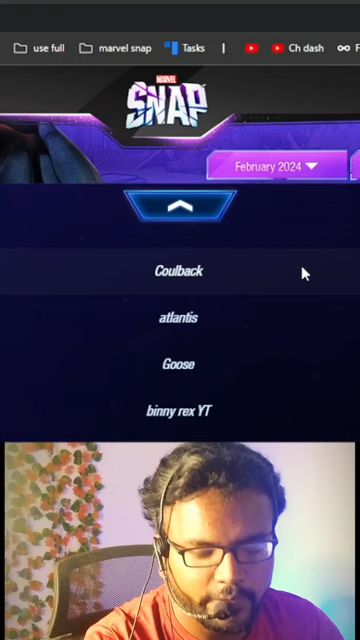 use full
marvel snap
Tasks
Ch dash
F
MARVEL
SNAP
February 2024
Coulback
atlantis
Goose
binny rex YT